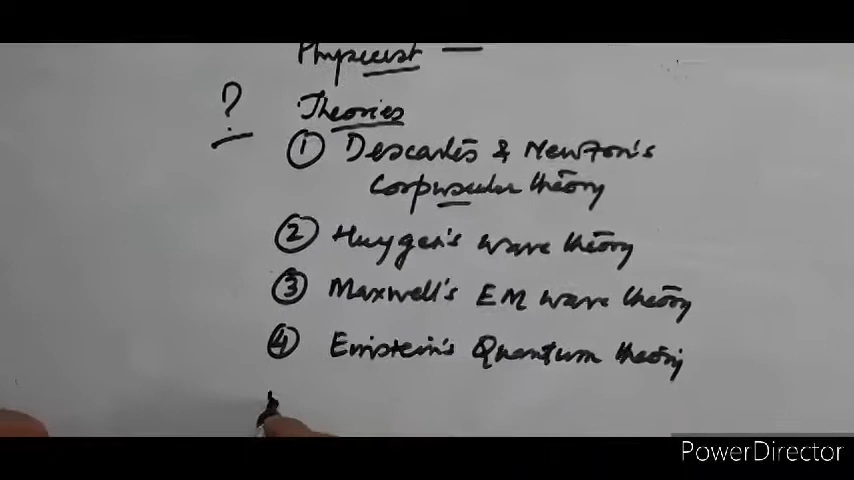 Physicist —
?
Theories
① Descartes & Newton's
Corpuscular theory
② Huygen's wave theory
③ Maxwell's EM wave theory
④ Einstein's Quantum theory
PowerDirector